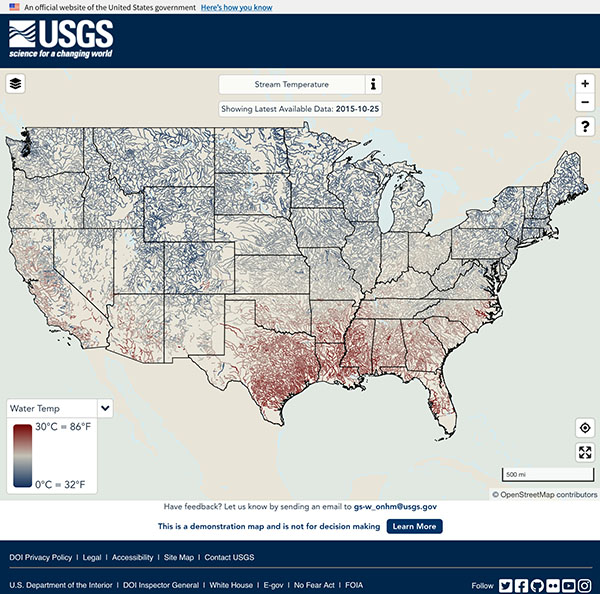 An official website of the United States government Here's how you know
USGS
science for a changing world
Stream Temperature
i
+
Showing Latest Available Data: 2015-10-25
−
?
Water Temp
30°C = 86°F
0°C = 32°F
500 mi
© OpenStreetMap contributors
Have feedback? Let us know by sending an email to gs-w_onhm@usgs.gov
This is a demonstration map and is not for decision making Learn More
DOI Privacy Policy | Legal | Accessibility | Site Map | Contact USGS
U.S. Department of the Interior | DOI Inspector General | White House | E-gov | No Fear Act | FOIA Follow